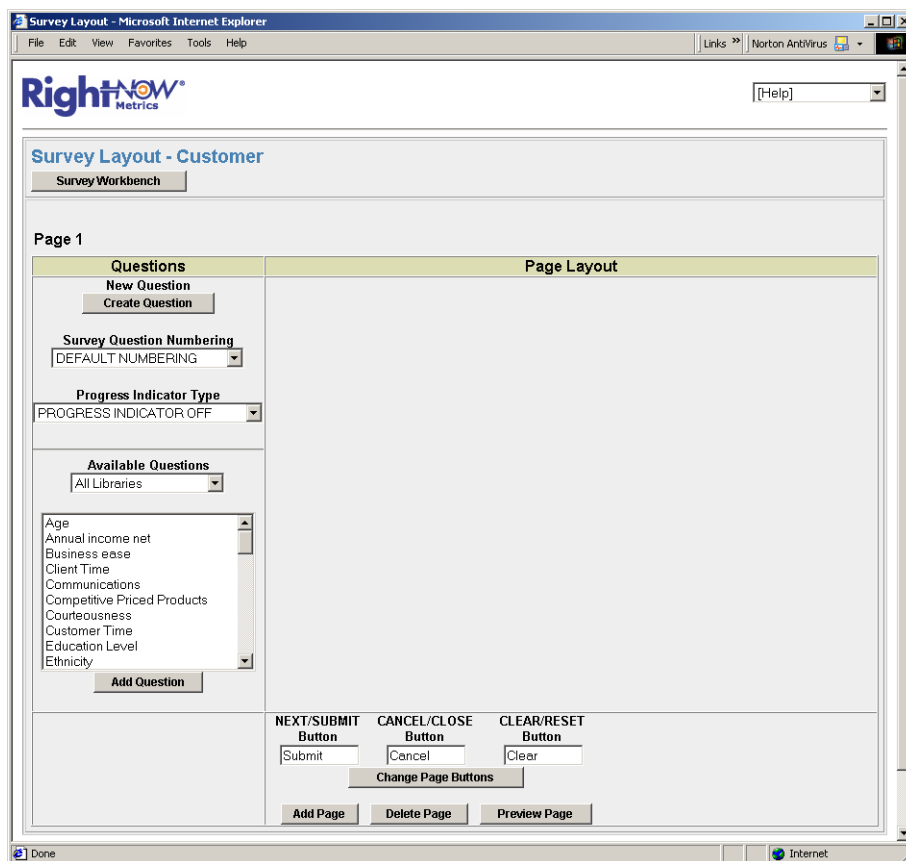 Survey Layout - Microsoft Internet Explorer
File Edit View Favorites Tools Help
Links » Norton AntiVirus
RightNOW®
Metrics
[Help]
Survey Layout - Customer
Survey Workbench
Page 1
Questions
Page Layout
New Question
Create Question
Survey Question Numbering
DEFAULT NUMBERING
Progress Indicator Type
PROGRESS INDICATOR OFF
Available Questions
All Libraries
Age
Annual income net
Business ease
Client Time
Communications
Competitive Priced Products
Courteousness
Customer Time
Education Level
Ethnicity
Add Question
NEXT/SUBMIT CANCEL/CLOSE CLEAR/RESET
Button Button Button
Submit Cancel Clear
Change Page Buttons
Add Page Delete Page Preview Page
Done
Internet